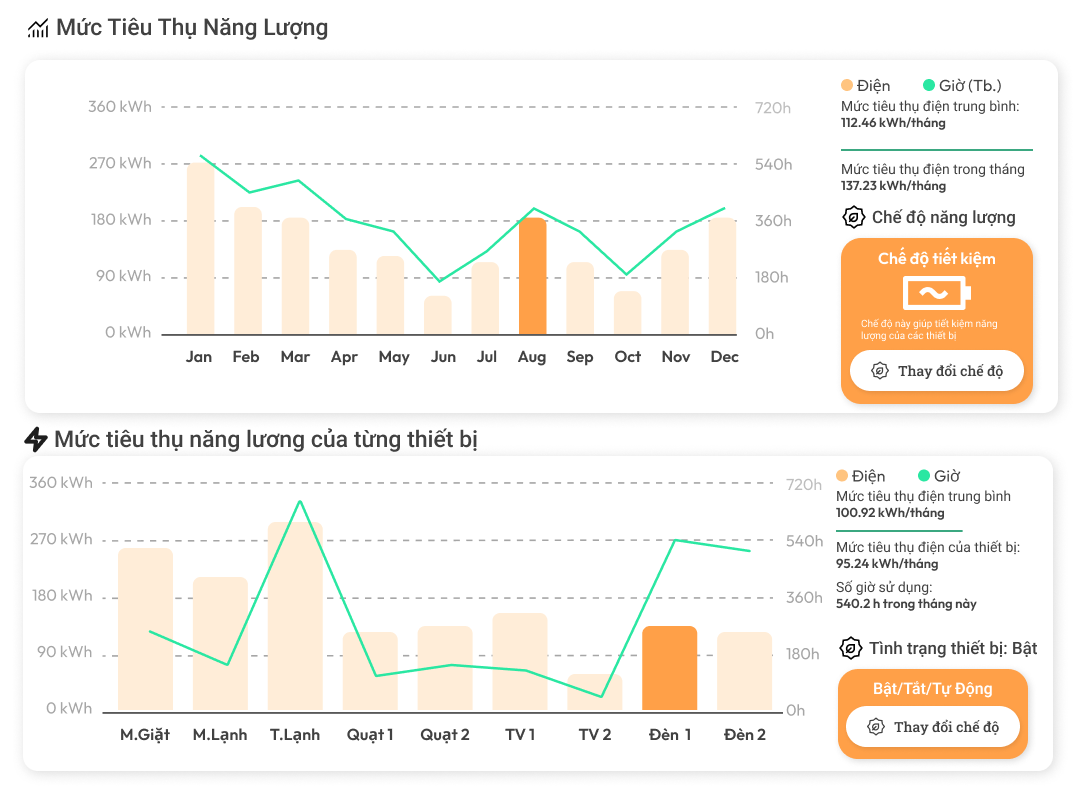 Mức Tiêu Thụ Năng Lượng
360 kWh
270 kWh
180 kWh
90 kWh
0 kWh
720h
540h
360h
180h
0h
Jan Feb Mar Apr May Jun Jul Aug Sep Oct Nov Dec
Điện Giờ (Tb.)
Mức tiêu thụ điện trung bình:
112.46 kWh/tháng
Mức tiêu thụ điện trong tháng
137.23 kWh/tháng
Chế độ năng lượng
Chế độ tiết kiệm
Chế độ này giúp tiết kiệm năng
lượng của các thiết bị
Thay đổi chế độ
Mức tiêu thụ năng lương của từng thiết bị
360 kWh
270 kWh
180 kWh
90 kWh
0 kWh
720h
540h
360h
180h
0h
M.Giặt M.Lạnh T.Lạnh Quạt 1 Quạt 2 TV 1 TV 2 Đèn 1 Đèn 2
Điện Giờ
Mức tiêu thụ điện trung bình
100.92 kWh/tháng
Mức tiêu thụ điện của thiết bị:
95.24 kWh/tháng
Số giờ sử dụng:
540.2 h trong tháng này
Tình trạng thiết bị: Bật
Bật/Tắt/Tự Động
Thay đổi chế độ